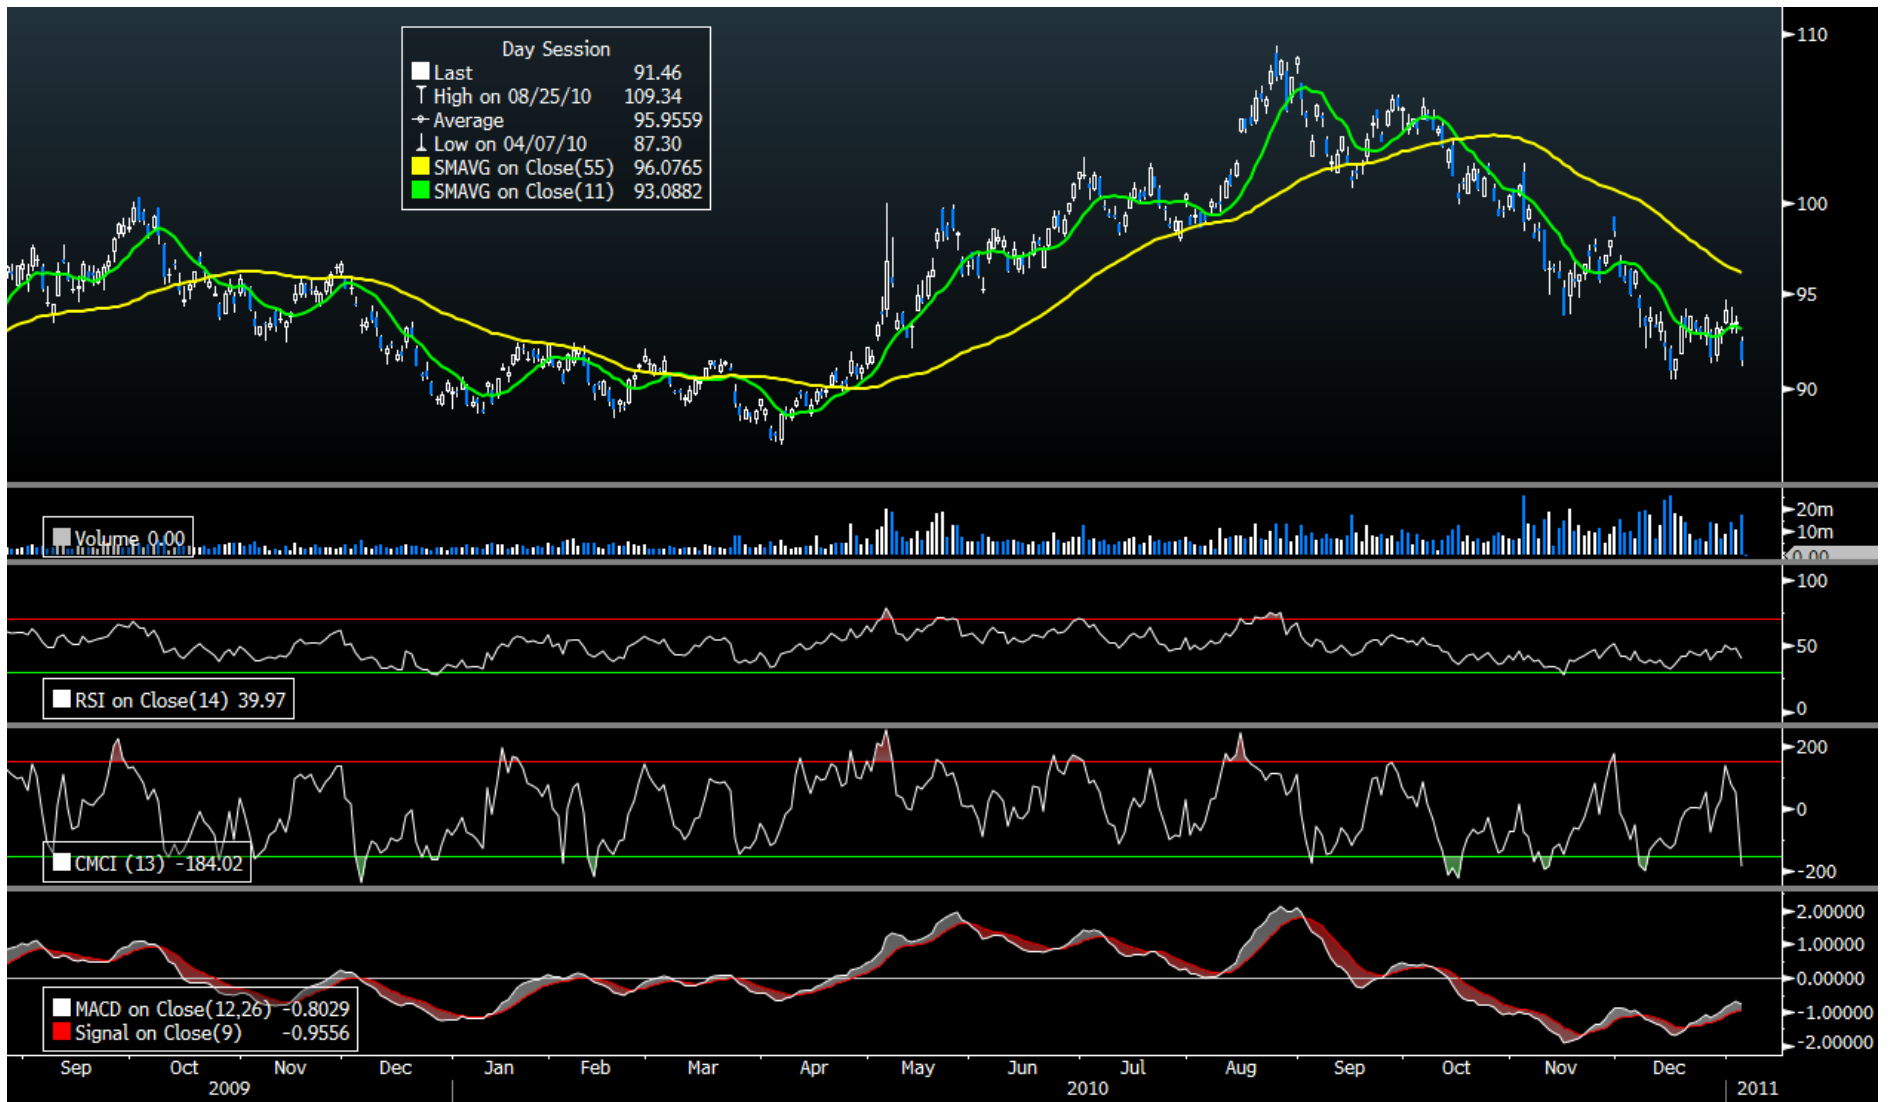 Day Session
Last 91.46
High on 08/25/10 109.34
Average 95.9559
Low on 04/07/10 87.30
SMAVG on Close(55) 96.0765
SMAVG on Close(11) 93.0882
110
100
95
90
Volume 0.00
20m
10m
0.00
100
50
0
RSI on Close(14) 39.97
200
0
-200
CMCI (13) -184.02
2.00000
1.00000
0.00000
-1.00000
-2.00000
MACD on Close(12,26) -0.8029
Signal on Close(9) -0.9556
Sep Oct Nov Dec Jan Feb Mar Apr May Jun Jul Aug Sep Oct Nov Dec
2009 2010 2011